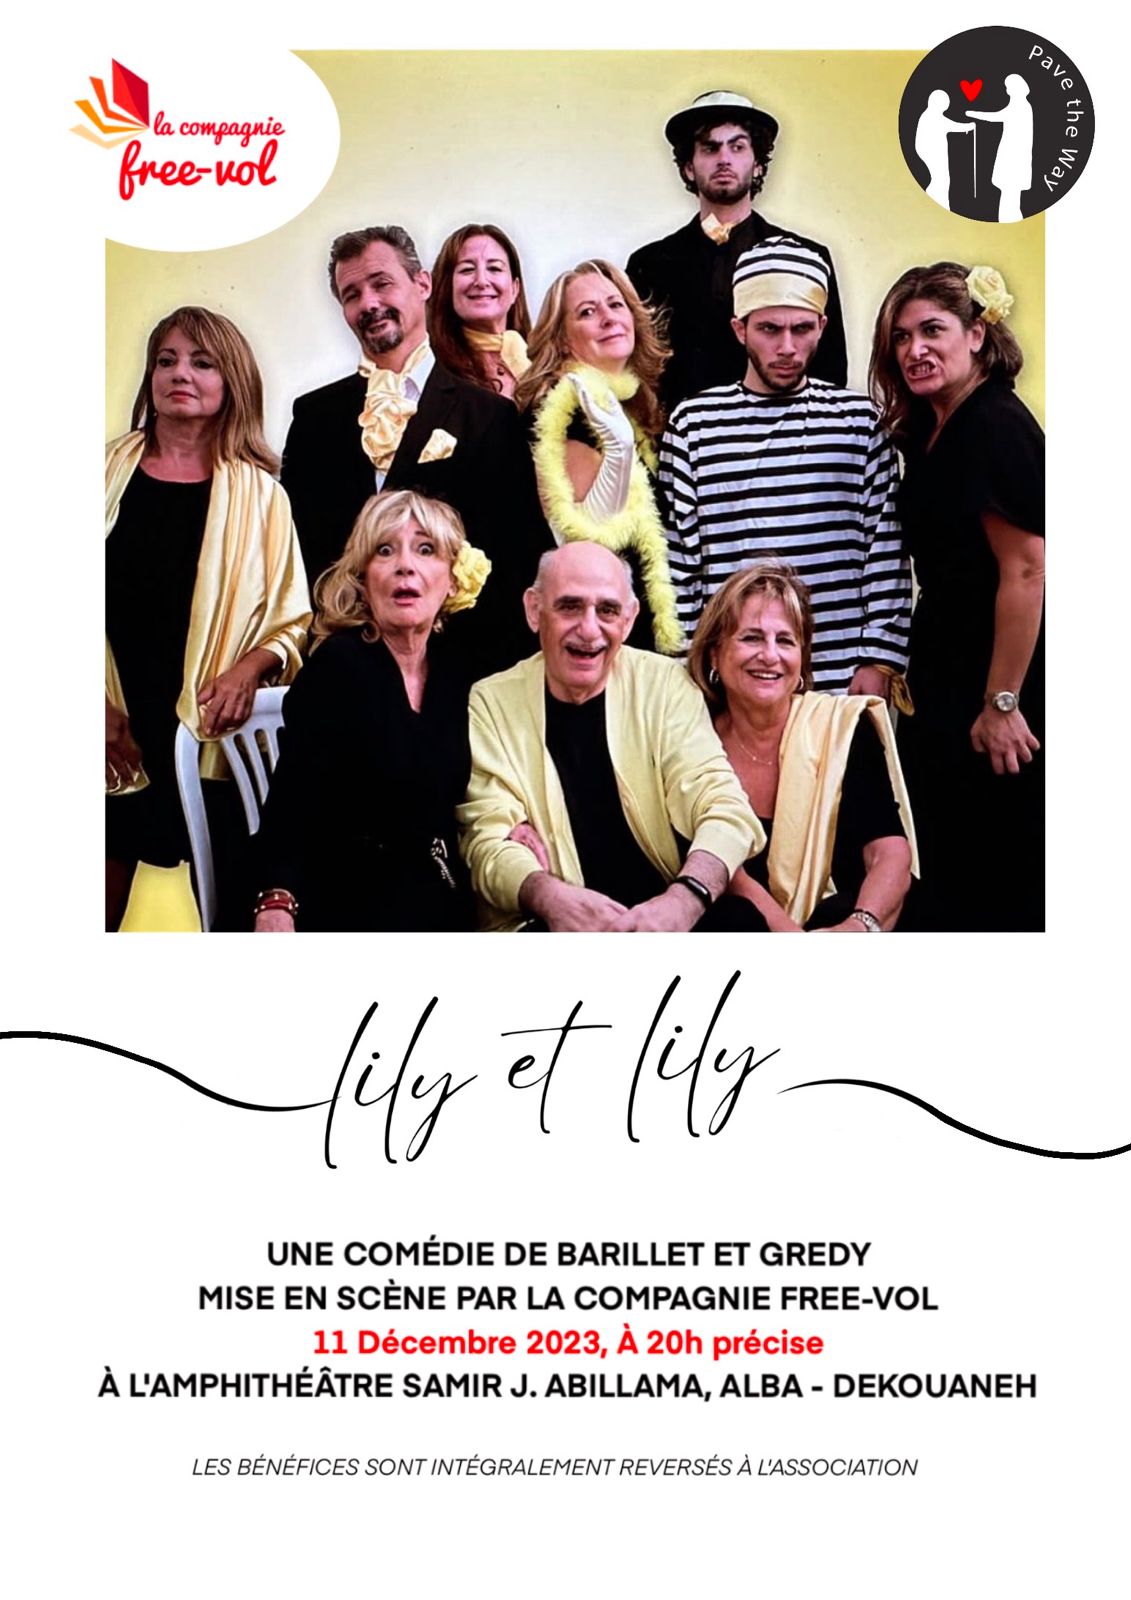 la compagnie
free-vol
Pave the Way
lily et lily
UNE COMÉDIE DE BARILLET ET GREDY
MISE EN SCÈNE PAR LA COMPAGNIE FREE-VOL
11 Décembre 2023, À 20h précise
À L'AMPHITHÉÂTRE SAMIR J. ABILLAMA, ALBA - DEKOUANEH
LES BÉNÉFICES SONT INTÉGRALEMENT REVERSÉS À L'ASSOCIATION